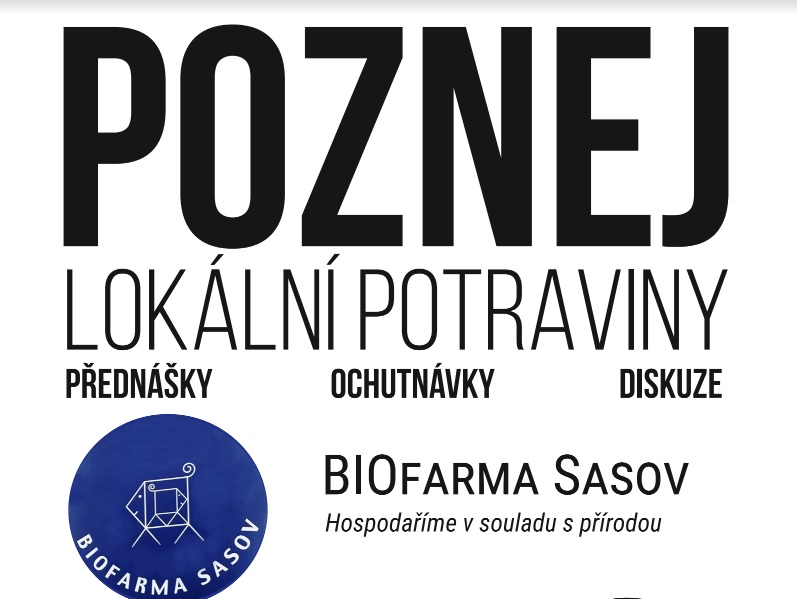 POZNEJ
LOKÁLNÍ POTRAVINY
PŘEDNÁŠKY OCHUTNÁVKY DISKUZE
BIOFARMA SASOV
Hospodaříme v souladu s přírodou
BIOFARMA SASOV